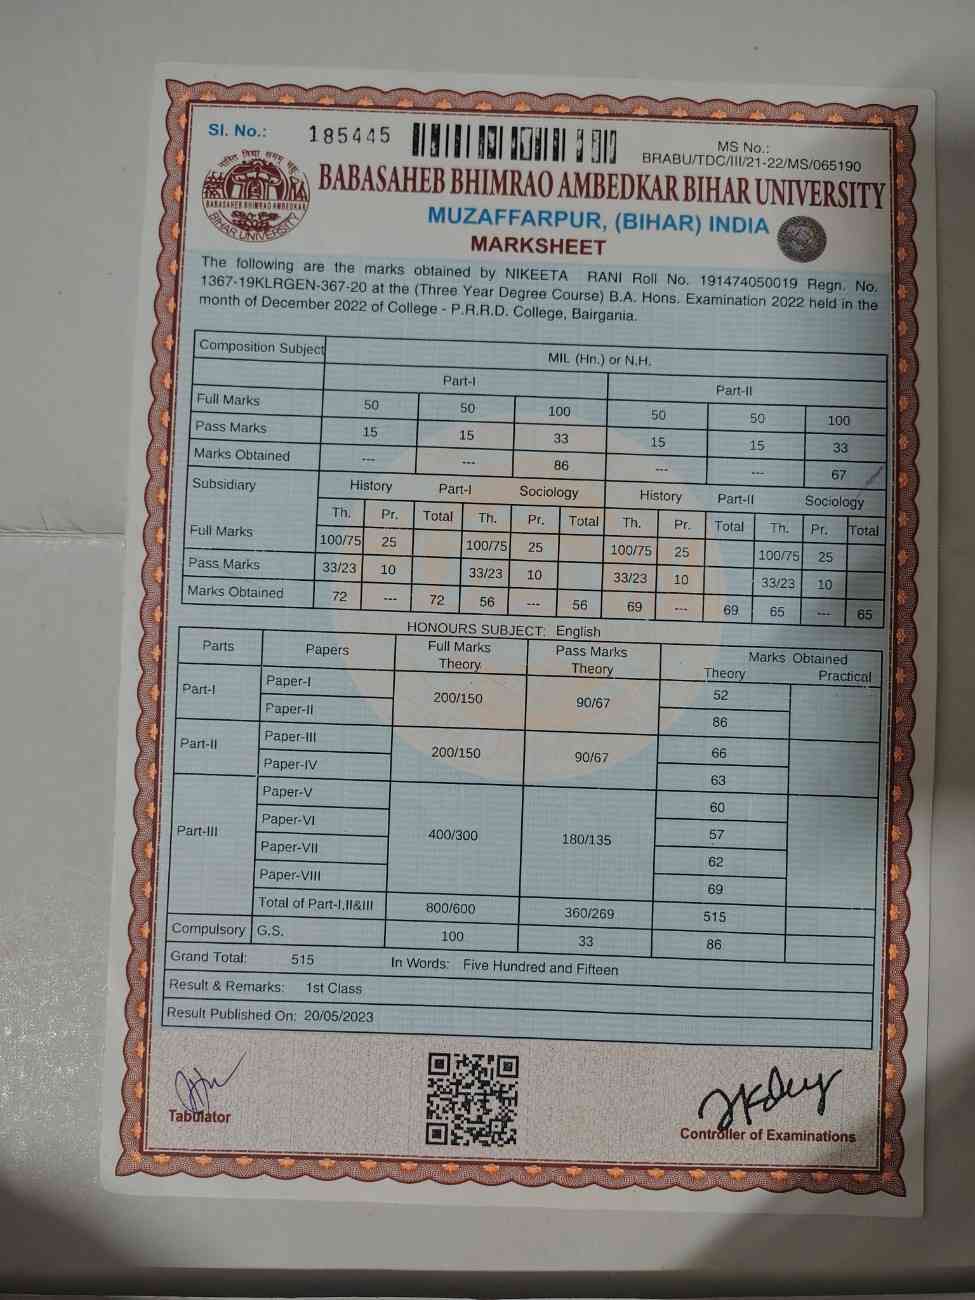 Sl. No.: 185445
MS No.:
BRABU/TDC/III/21-22/MS/065190
BABASAHEB BHIMRAO AMBEDKAR
BIHAR UNIVERSITY
BABASAHEB BHIMRAO AMBEDKAR BIHAR UNIVERSITY
MUZAFFARPUR, (BIHAR) INDIA
MARKSHEET
The following are the marks obtained by NIKEETA RANI Roll No. 191474050019 Regn. No.
1367-19KLRGEN-367-20 at the (Three Year Degree Course) B.A. Hons. Examination 2022 held in the
month of December 2022 of College - P.R.R.D. College, Bairgania.
Composition Subject MIL (Hn.) or N.H.
Part-I Part-II
Full Marks 50 50 100 50 50 100
Pass Marks 15 15 33 15 15 33
Marks Obtained --- --- 86 --- --- 67
Subsidiary History Part-I Sociology History Part-II Sociology
Th. Pr. Total Th. Pr. Total Th. Pr. Total Th. Pr. Total
Full Marks 100/75 25 100/75 25 100/75 25 100/75 25
Pass Marks 33/23 10 33/23 10 33/23 10 33/23 10
Marks Obtained 72 --- 72 56 --- 56 69 --- 69 65 --- 65
HONOURS SUBJECT: English
Parts Papers Full Marks Theory Pass Marks Theory Marks Obtained
Theory Practical
Part-I Paper-I 200/150 90/67 52
Paper-II 86
Part-II Paper-III 200/150 90/67 66
Paper-IV 63
Part-III Paper-V 400/300 180/135 60
Paper-VI 57
Paper-VII 62
Paper-VIII 69
Total of Part-I,II&III 800/600 360/269 515
Compulsory G.S. 100 33 86
Grand Total: 515 In Words: Five Hundred and Fifteen
Result & Remarks: 1st Class
Result Published On: 20/05/2023
Tabulator
Controller of Examinations